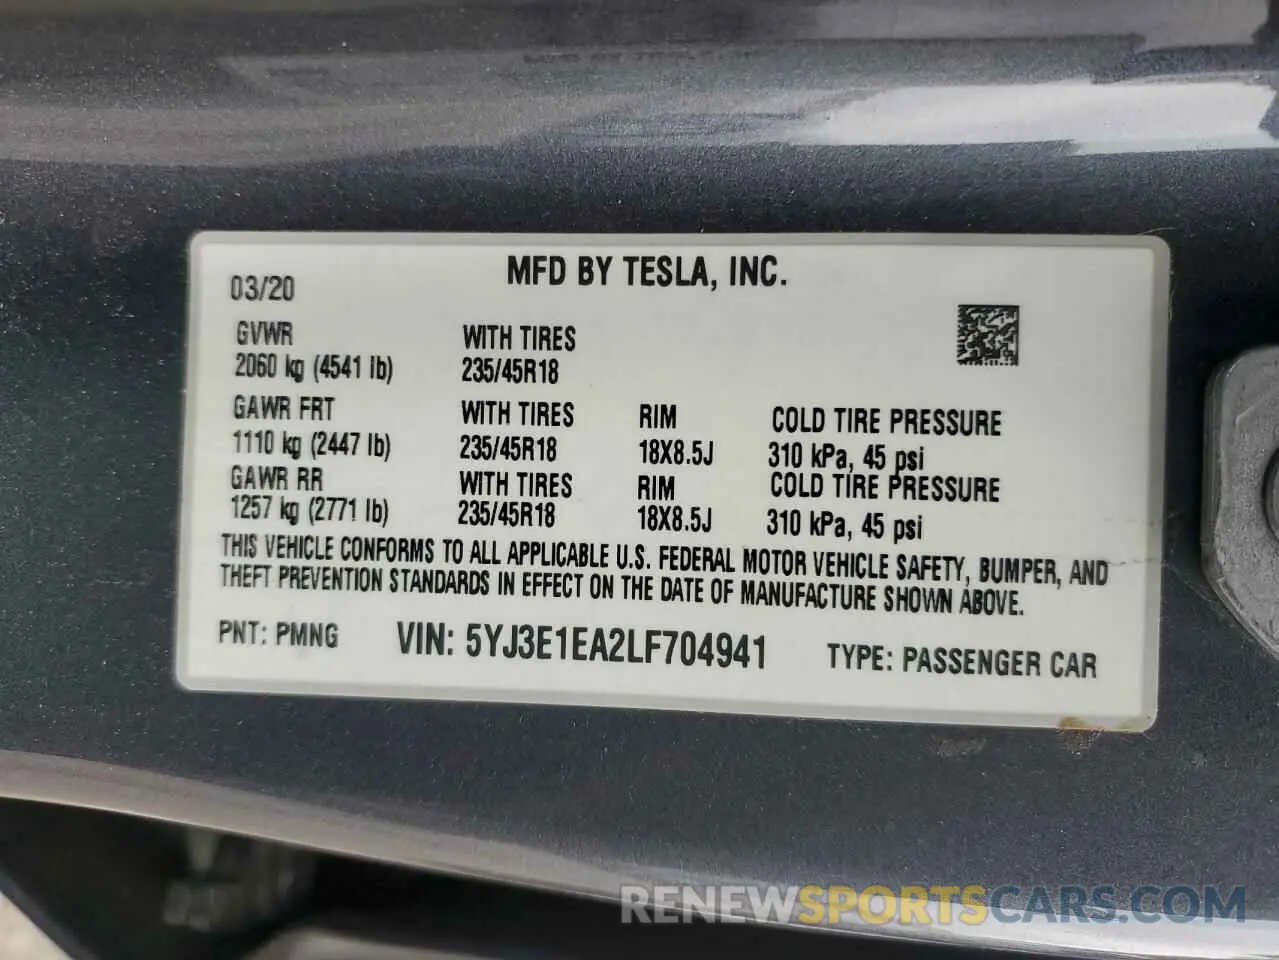 MFD BY TESLA, INC.
03/20
GVWR WITH TIRES
2060 kg (4541 lb) 235/45R18
GAWR FRT WITH TIRES RIM COLD TIRE PRESSURE
1110 kg (2447 lb) 235/45R18 18X8.5J 310 kPa, 45 psi
GAWR RR WITH TIRES RIM COLD TIRE PRESSURE
1257 kg (2771 lb) 235/45R18 18X8.5J 310 kPa, 45 psi
THIS VEHICLE CONFORMS TO ALL APPLICABLE U.S. FEDERAL MOTOR VEHICLE SAFETY, BUMPER, AND
THEFT PREVENTION STANDARDS IN EFFECT ON THE DATE OF MANUFACTURE SHOWN ABOVE.
PNT: PMNG VIN: 5YJ3E1EA2LF704941 TYPE: PASSENGER CAR
RENEWSPORTSCARS.COM